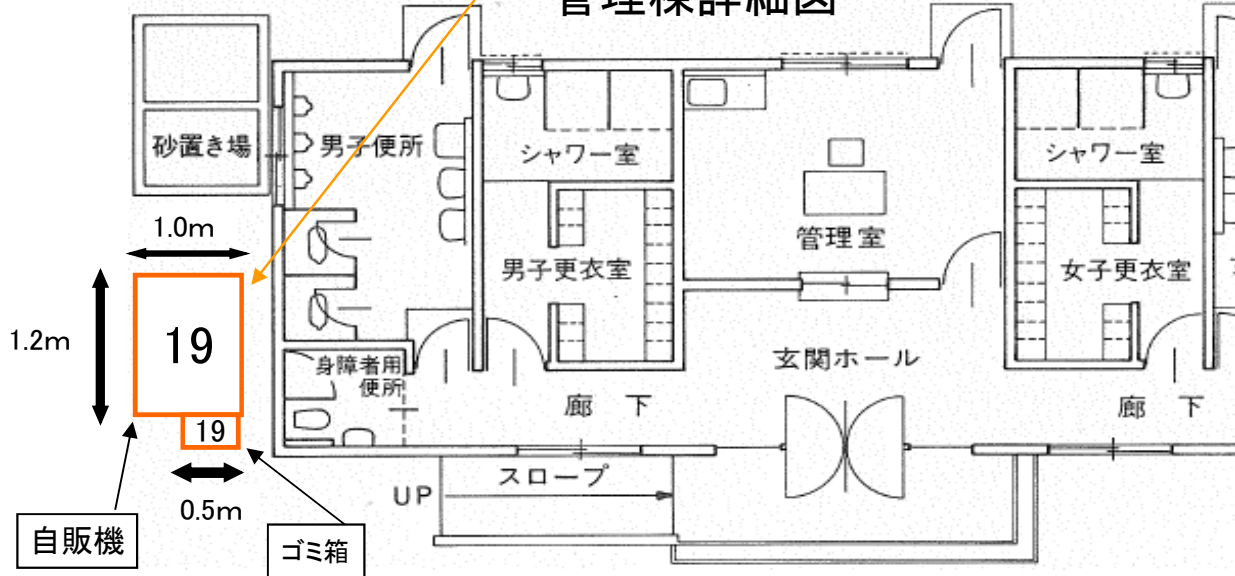 管理棟詳細図
砂置き場
男子便所
シャワー室
シャワー室
1.0m
管理室
男子更衣室
女子更衣室
1.2m
19
玄関ホール
身障者用
便所
廊下
廊下
19
スロープ
UP
0.5m
自販機
ゴミ箱